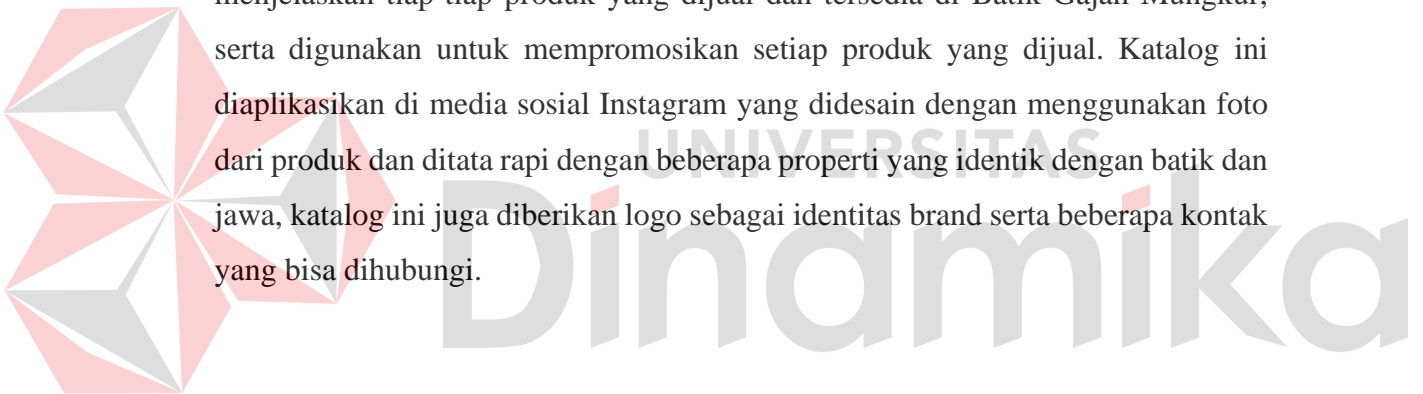 menjelaskan tiap-tiap produk yang dijual dan tersedia di Batik Gajah Mungkur,
serta digunakan untuk mempromosikan setiap produk yang dijual. Katalog ini
diaplikasikan di media sosial Instagram yang didesain dengan menggunakan foto
dari produk dan ditata rapi dengan beberapa properti yang identik dengan batik dan
jawa, katalog ini juga diberikan logo sebagai identitas brand serta beberapa kontak
yang bisa dihubungi.
UNIVERSITAS
Dinamika